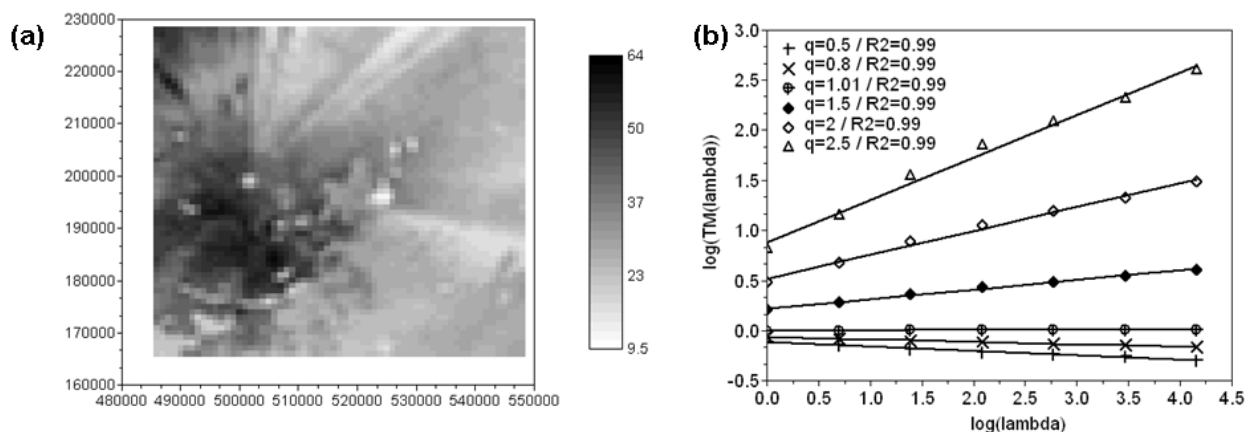 (a)
230000
220000
210000
200000
190000
180000
170000
160000
480000 490000 500000 510000 520000 530000 540000 550000
64
50
37
23
9.5
(b)
3.0
2.5
2.0
1.5
1.0
0.5
0.0
-0.5
log(TM(lambda))
q=0.5 / R2=0.99
q=0.8 / R2=0.99
q=1.01 / R2=0.99
q=1.5 / R2=0.99
q=2 / R2=0.99
q=2.5 / R2=0.99
0.0 0.5 1.0 1.5 2.0 2.5 3.0 3.5 4.0 4.5
log(lambda)